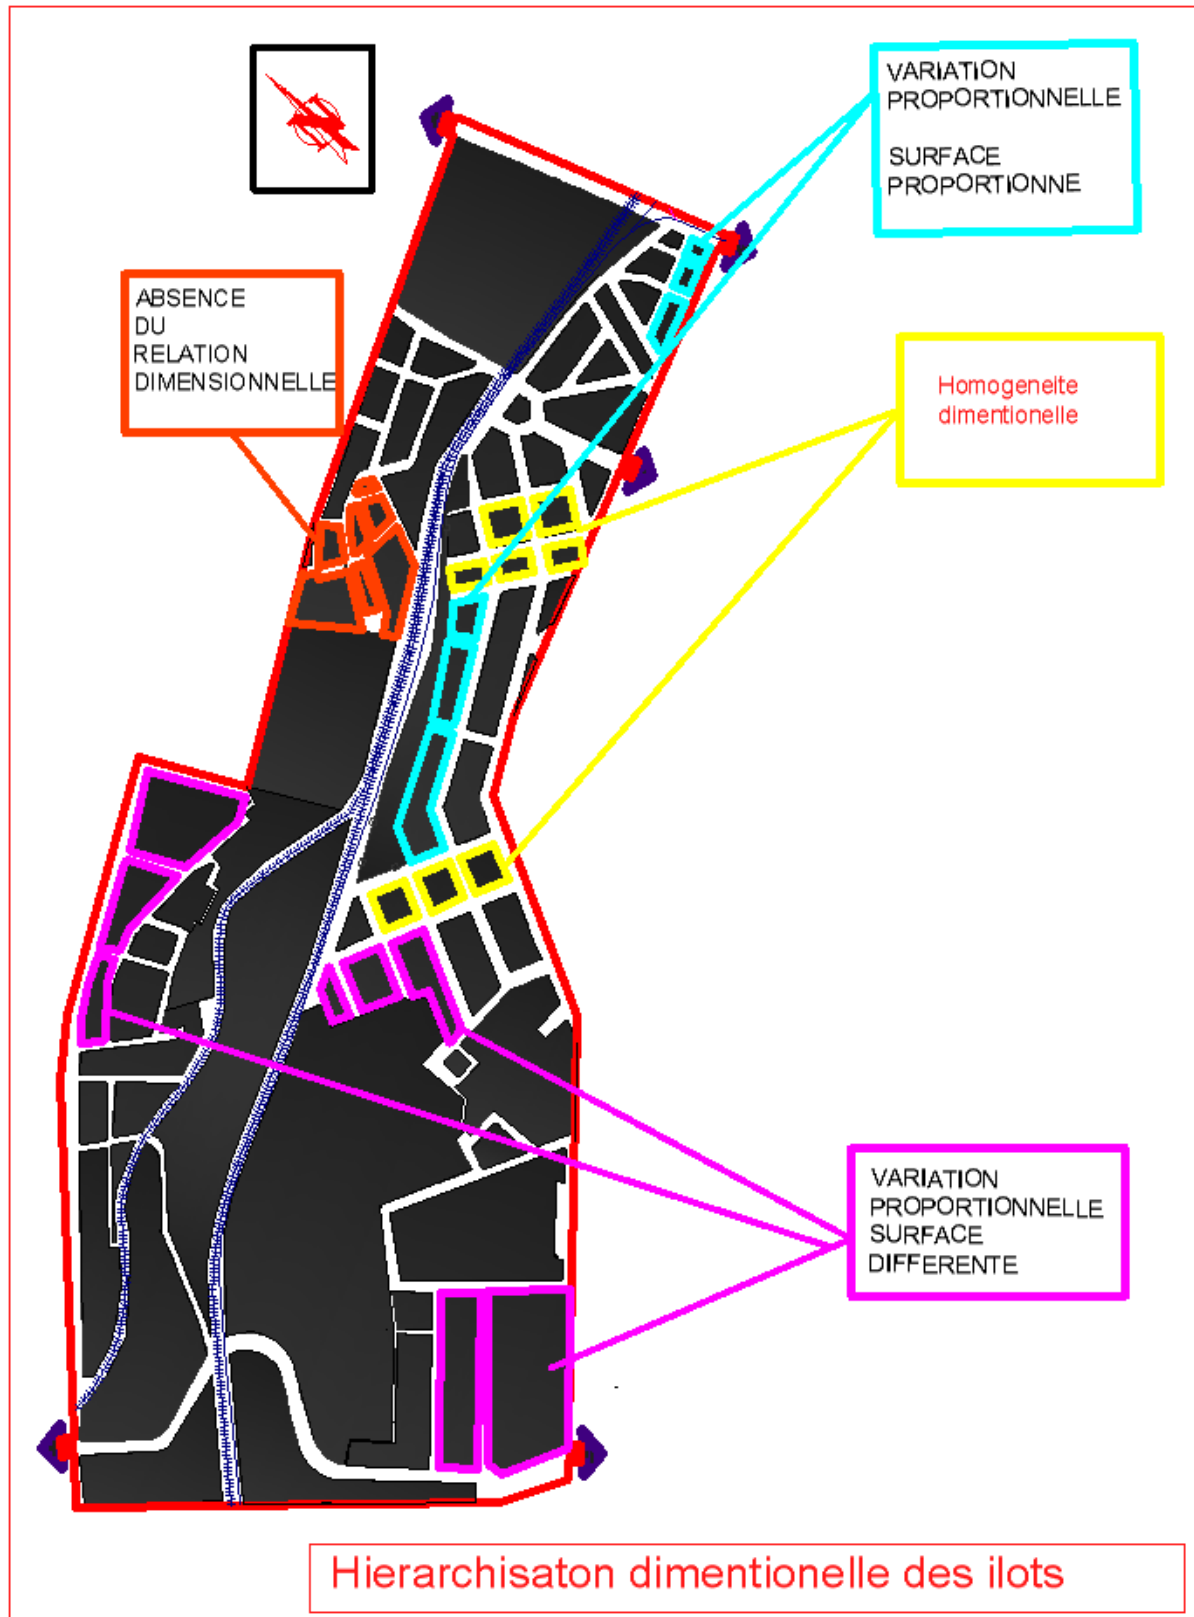 VARIATION
PROPORTIONNELLE
SURFACE
PROPORTIONNE
ABSENCE
DU
RELATION
DIMENSIONNELLE
Homogeneite
dimentionelle
VARIATION
PROPORTIONNELLE
SURFACE
DIFFERENTE
Hierarchisaton dimentionelle des ilots